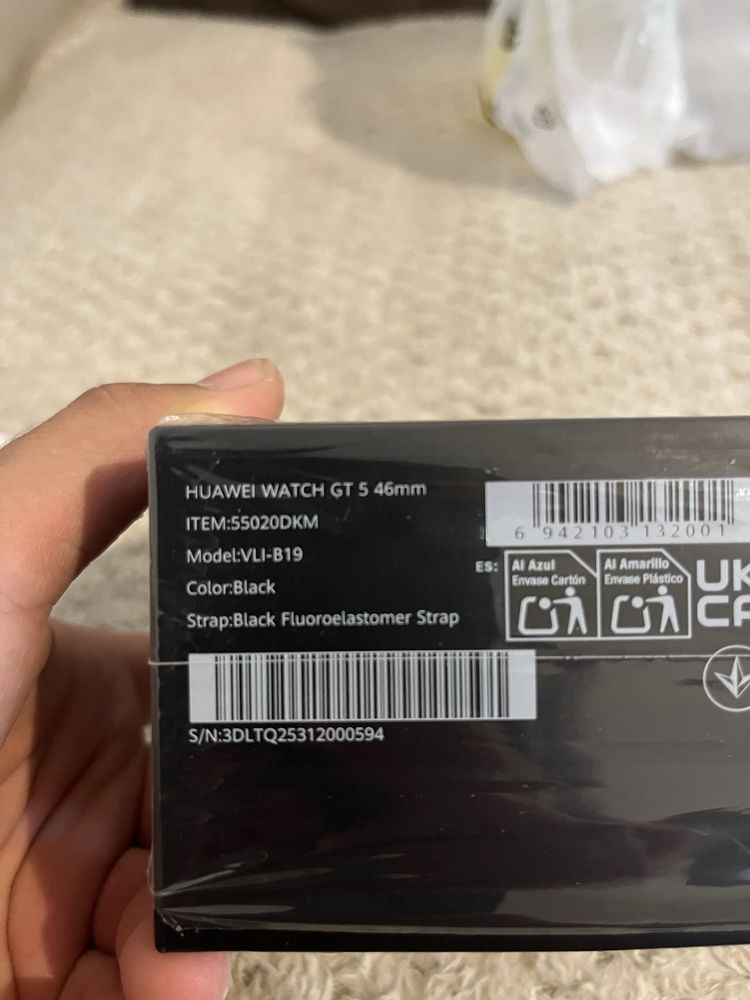 HUAWEI WATCH GT 5 46mm
ITEM:55020DKM
Model:VLI-B19
Color:Black
Strap:Black Fluoroelastomer Strap
S/N:3DLTQ25312000594
6 942103 132001
ES:
Al Azul
Envase Cartón
Al Amarillo
Envase Plástico
UK
CA